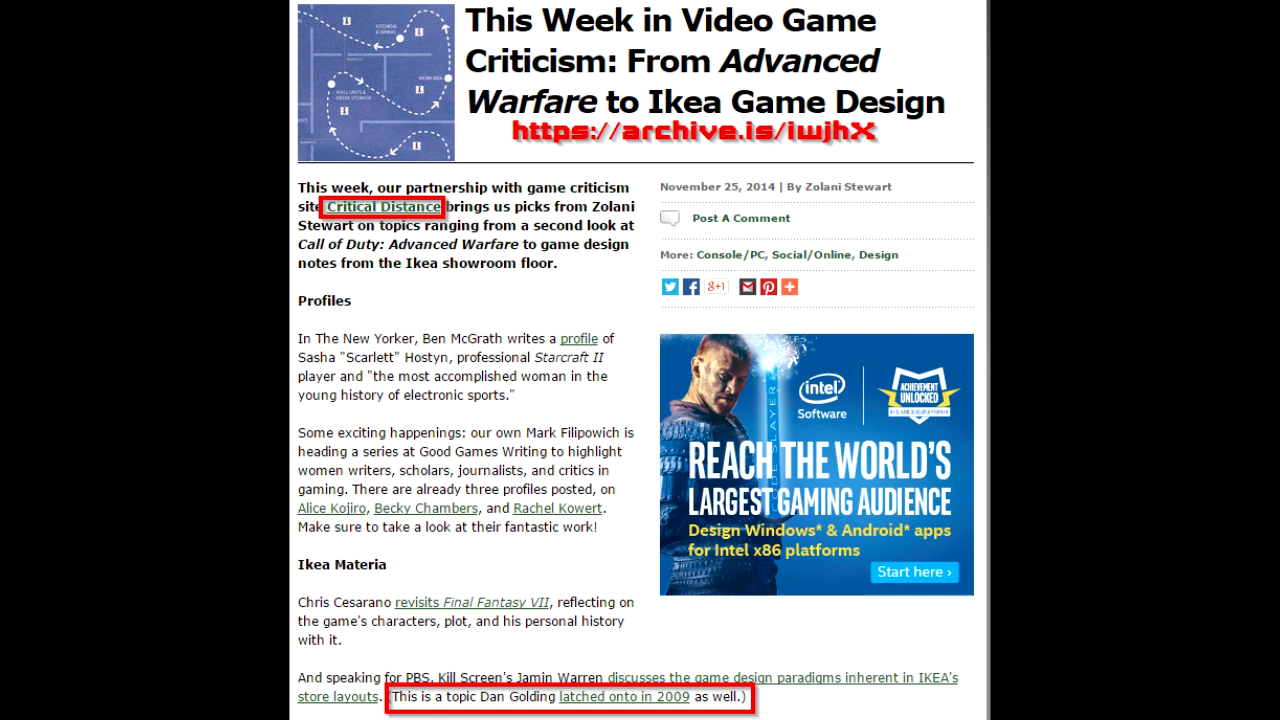 This Week in Video Game
Criticism: From Advanced
Warfare to Ikea Game Design
https://archive.is/iwjhX
KITCHENS
& DINING
WORK IKEA
WALL UNITS &
MEDIA STORAGE
This week, our partnership with game criticism
site Critical Distance brings us picks from Zolani
Stewart on topics ranging from a second look at
Call of Duty: Advanced Warfare to game design
notes from the Ikea showroom floor.
Profiles
In The New Yorker, Ben McGrath writes a profile of
Sasha "Scarlett" Hostyn, professional Starcraft II
player and "the most accomplished woman in the
young history of electronic sports."
Some exciting happenings: our own Mark Filipowich is
heading a series at Good Games Writing to highlight
women writers, scholars, journalists, and critics in
gaming. There are already three profiles posted, on
Alice Kojiro, Becky Chambers, and Rachel Kowert.
Make sure to take a look at their fantastic work!
Ikea Materia
Chris Cesarano revisits Final Fantasy VII, reflecting on
the game's characters, plot, and his personal history
with it.
And speaking for PBS, Kill Screen's Jamin Warren discusses the game design paradigms inherent in IKEA's
store layouts. (This is a topic Dan Golding latched onto in 2009 as well.)
November 25, 2014 | By Zolani Stewart
Post A Comment
More: Console/PC, Social/Online, Design
g+1
intel
Software
ACHIEVEMENT
UNLOCKED
CODE SLAYER
REACH THE WORLD'S
LARGEST GAMING AUDIENCE
Design Windows* & Android* apps
for Intel x86 platforms
Start here ›